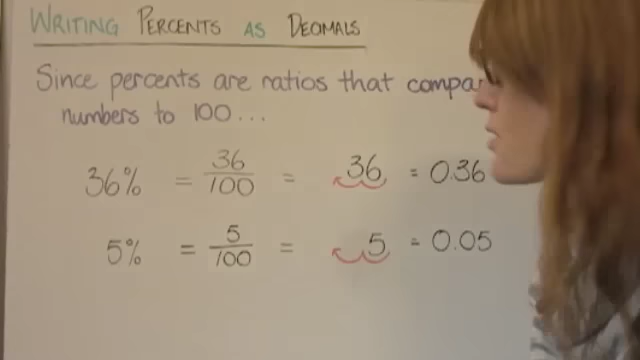 WRITING PERCENTS AS DECIMALS
Since percents are ratios that compa
numbers to 100...
36% = 36/100 = 36 = 0.36
5% = 5/100 = 5 = 0.05